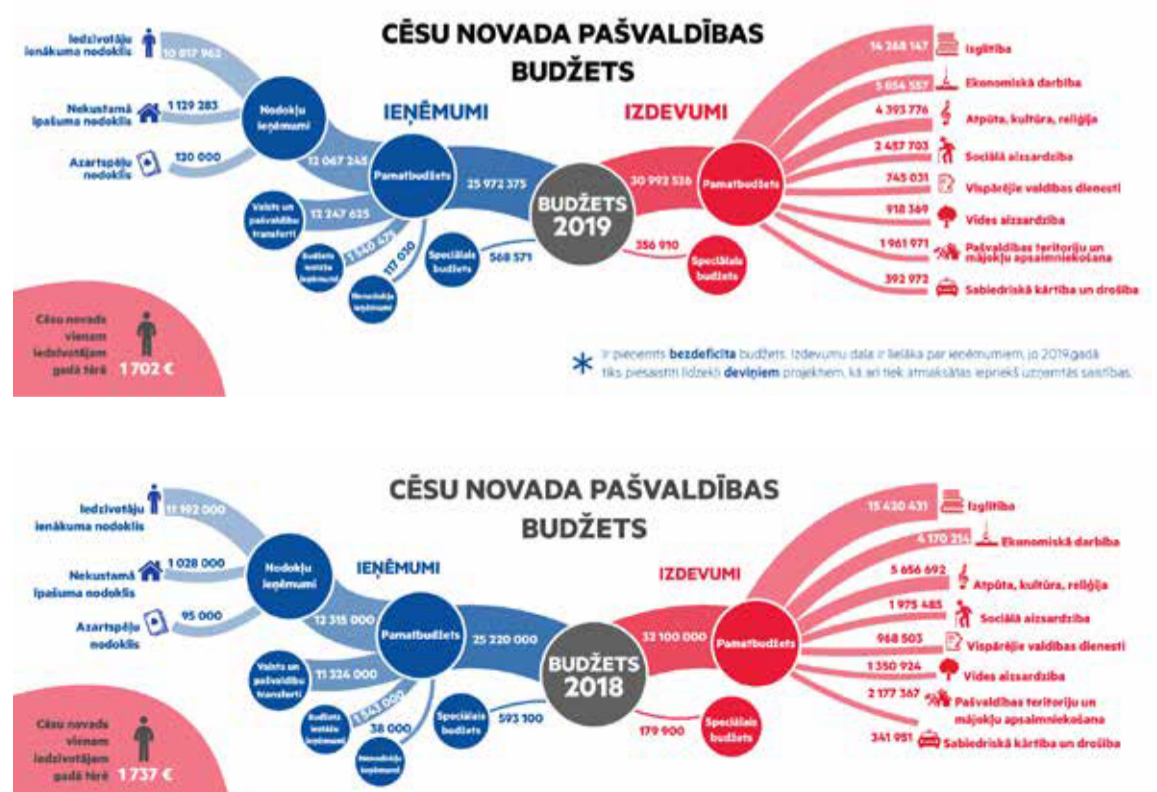 CĒSU NOVADA PAŠVALDĪBAS
BUDŽETS
IEŅĒMUMI
IZDEVUMI
Iedzīvotāju
ienākuma nodoklis
10 817 962
Nekustamā
īpašuma nodoklis
1 129 283
Azartspēļu
nodoklis
120 000
Nodokļu
ieņēmumi
12 067 245
Valsts un
pašvaldību
transferti
12 247 625
Budžeta
iestāžu
ieņēmumi
1 540 475
Nenodokļu
ieņēmumi
117 030
Pamatbudžets
25 972 375
Speciālais
budžets
568 571
BUDŽETS
2019
30 992 526
Pamatbudžets
356 910
Speciālais
budžets
14 268 147
Izglītība
5 854 557
Ekonomiskā darbība
4 393 776
Atpūta, kultūra, reliģija
2 457 703
Sociālā aizsardzība
745 031
Vispārējie valdības dienesti
918 369
Vides aizsardzība
1 961 971
Pašvaldības teritoriju un
mājokļu apsaimniekošana
392 972
Sabiedriskā kārtība un drošība
Cēsu novads
vienam
iedzīvotājam
gadā tērē 1 702 €
* Ir pieņemts bezdeficīta budžets. Izdevumu daļa ir lielāka par ieņēmumiem, jo 2019.gadā
tiks piesaistīti līdzekļi deviņiem projektiem, kā arī tiek atmaksātas iepriekš uzņemtās saistības.
CĒSU NOVADA PAŠVALDĪBAS
BUDŽETS
IEŅĒMUMI
IZDEVUMI
Iedzīvotāju
ienākuma nodoklis
11 192 000
Nekustamā
īpašuma nodoklis
1 028 000
Azartspēļu
nodoklis
95 000
Nodokļu
ieņēmumi
12 315 000
Valsts un
pašvaldību
transferti
11 324 000
Budžeta
iestāžu
ieņēmumi
1 543 000
Nenodokļu
ieņēmumi
38 000
Pamatbudžets
25 220 000
Speciālais
budžets
593 100
BUDŽETS
2018
32 100 000
Pamatbudžets
179 900
Speciālais
budžets
15 420 431
Izglītība
4 170 214
Ekonomiskā darbība
5 656 692
Atpūta, kultūra, reliģija
1 975 485
Sociālā aizsardzība
968 503
Vispārējie valdības dienesti
1 350 924
Vides aizsardzība
2 177 367
Pašvaldības teritoriju un
mājokļu apsaimniekošana
341 951
Sabiedriskā kārtība un drošība
Cēsu novads
vienam
iedzīvotājam
gadā tērē 1 737 €